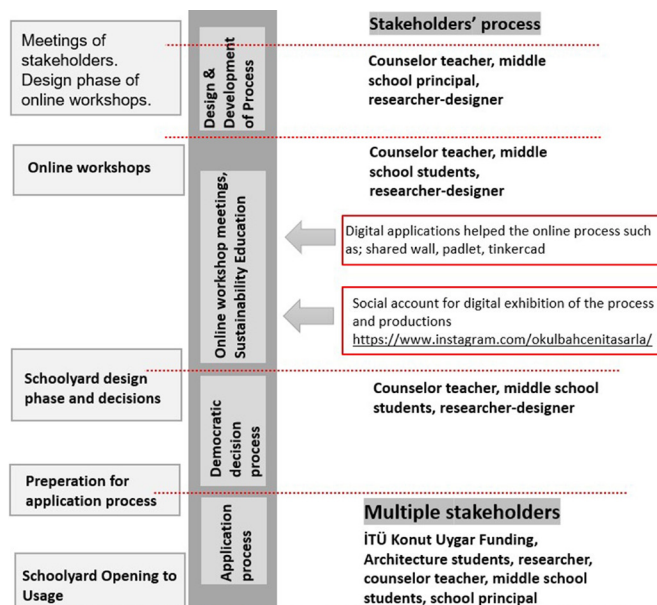 Stakeholders' process
Meetings of
stakeholders.
Design phase of
online workshops.
Design &
Development
of Process
Counselor teacher, middle
school principal,
researcher-designer
Online workshops
Counselor teacher, middle
school students,
researcher-designer
Online workshop meetings,
Sustainability Education
Digital applications helped the online process such
as; shared wall, padlet, tinkercad
Social account for digital exhibition of the process
and productions
https://www.instagram.com/okulbahcenitasarla/
Schoolyard design
phase and decisions
Democratic
decision
process
Counselor teacher, middle school
students, researcher-designer
Preparation for
application process
Application
process
Multiple stakeholders
İTÜ Konut Uygar Funding,
Architecture students, researcher,
counselor teacher, middle school
students, school principal
Schoolyard Opening to
Usage